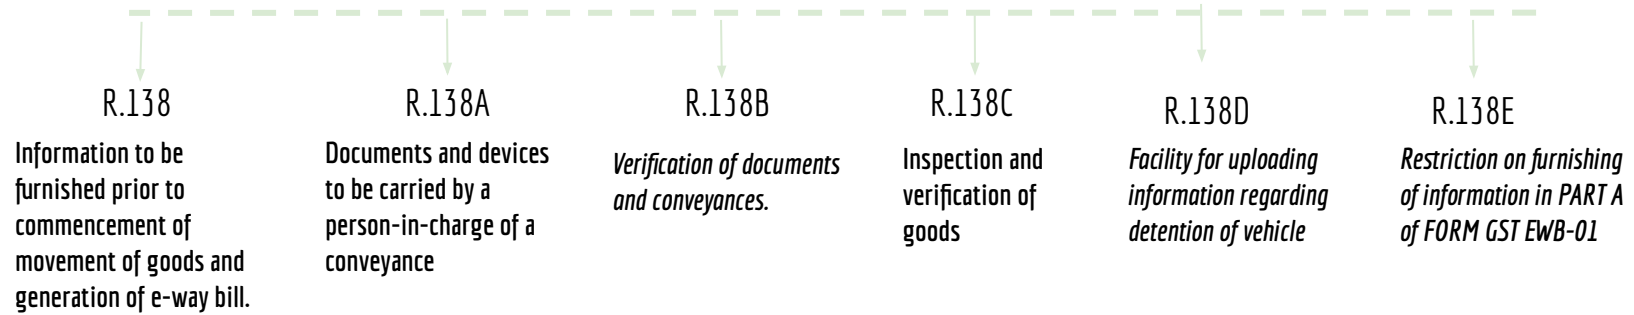 R.138
Information to be
furnished prior to
commencement of
movement of goods and
generation of e-way bill.
R.138A
Documents and devices
to be carried by a
person-in-charge of a
conveyance
R.138B
Verification of documents
and conveyances.
R.138C
Inspection and
verification of
goods
R.138D
Facility for uploading
information regarding
detention of vehicle
R.138E
Restriction on furnishing
of information in PART A
of FORM GST EWB-01